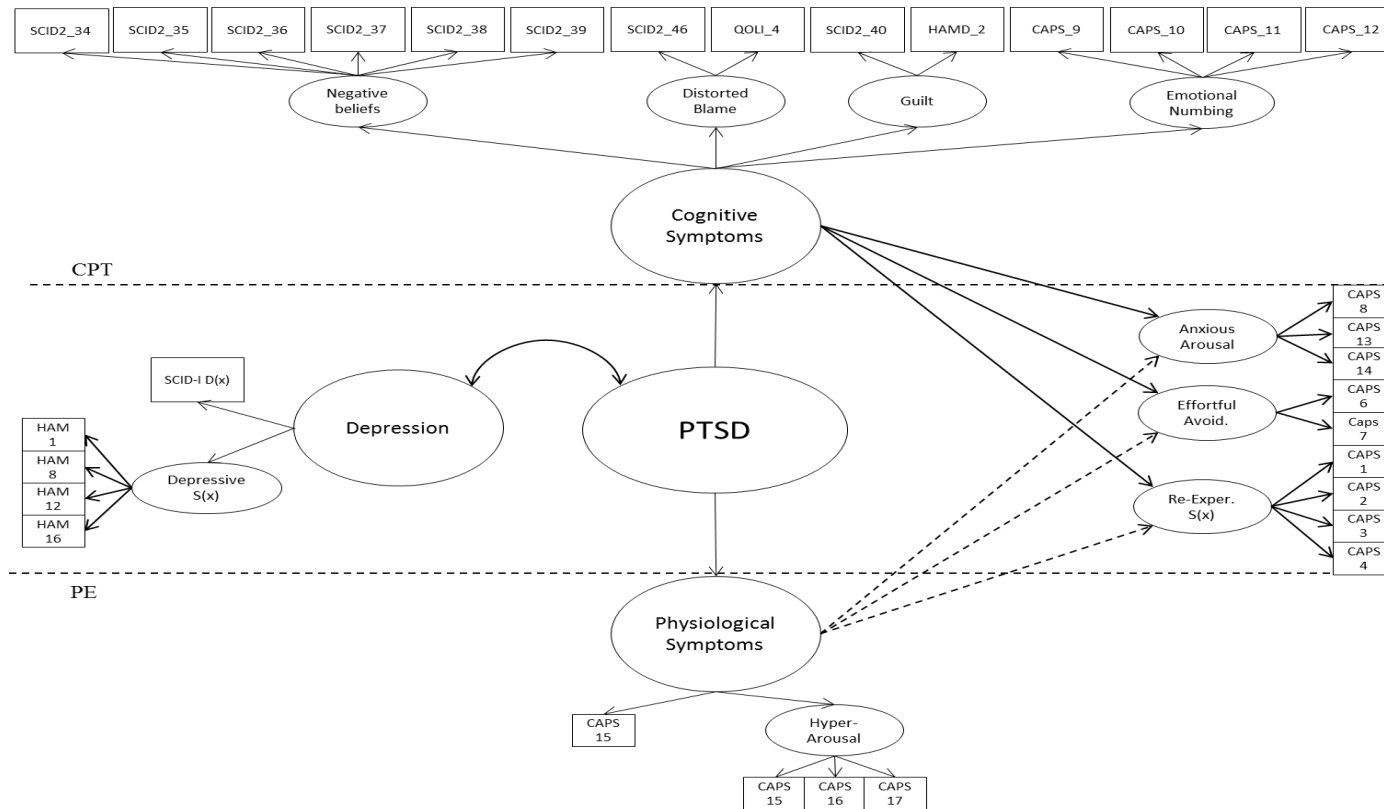 SCID2_34
SCID2_35
SCID2_36
SCID2_37
SCID2_38
SCID2_39
SCID2_46
QOLI_4
SCID2_40
HAMD_2
CAPS_9
CAPS_10
CAPS_11
CAPS_12
Negative
beliefs
Distorted
Blame
Guilt
Emotional
Numbing
Cognitive
Symptoms
CPT
CAPS
8
CAPS
13
CAPS
14
CAPS
6
Caps
7
CAPS
1
CAPS
2
CAPS
3
CAPS
4
Anxious
Arousal
Effortful
Avoid.
Re-Exper.
S(x)
SCID-I D(x)
Depression
PTSD
HAM
1
HAM
8
HAM
12
HAM
16
Depressive
S(x)
PE
Physiological
Symptoms
CAPS
15
Hyper-
Arousal
CAPS
15
CAPS
16
CAPS
17